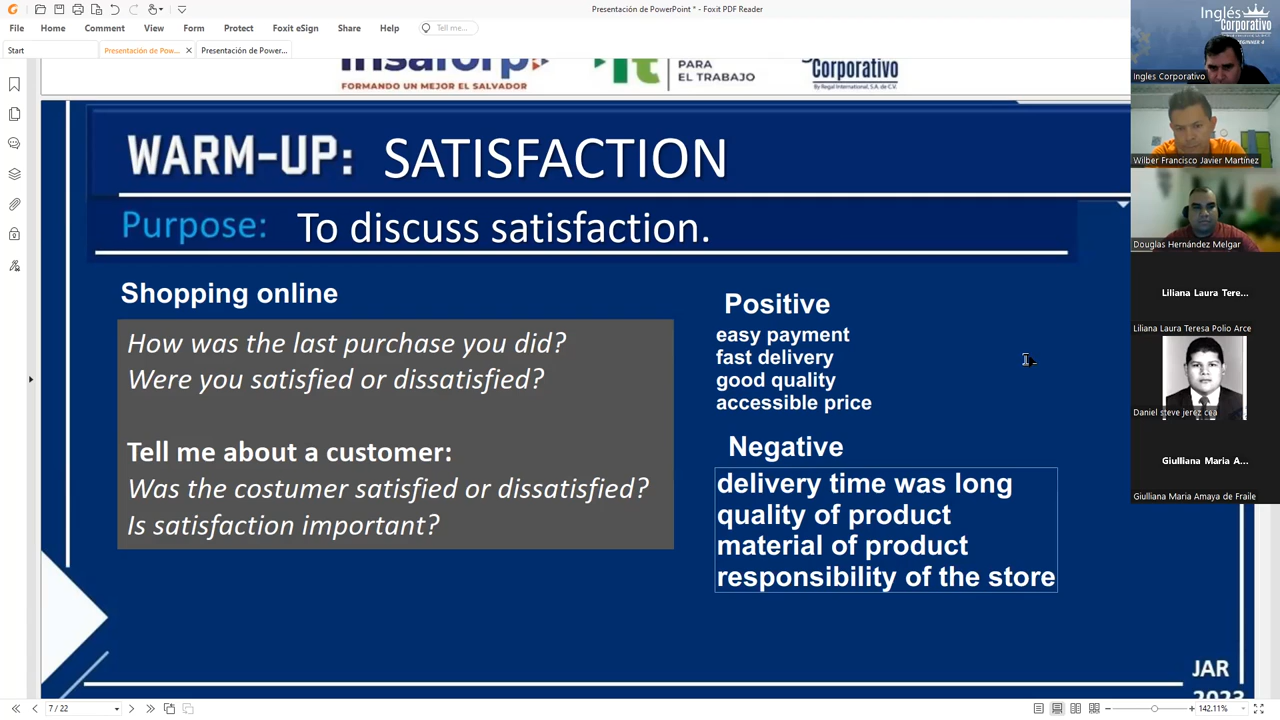 Presentación de PowerPoint * - Foxit PDF Reader
File Home Comment View Form Protect Foxit eSign Share Help Tell me...
Start
Presentación de Pow... ×
Presentación de Power...
FORMANDO UN MEJOR EL SALVADOR
PARA
EL TRABAJO
Corporativo
By Regal International, S.A. de C.V.
WARM-UP: SATISFACTION
Purpose: To discuss satisfaction.
Shopping online
How was the last purchase you did?
Were you satisfied or dissatisfied?
Tell me about a customer:
Was the costumer satisfied or dissatisfied?
Is satisfaction important?
Positive
easy payment
fast delivery
good quality
accessible price
Negative
delivery time was long
quality of product
material of product
responsibility of the store
JAR
2023
Inglés
Corporativo
Ingles Corporativo
Wilber Francisco Javier Martínez
Douglas Hernández Melgar
Liliana Laura Tere...
Liliana Laura Teresa Polio Arce
Daniel steve jerez cea
Giulliana Maria A...
Giulliana Maria Amaya de Fraile
7 / 22
142.11%